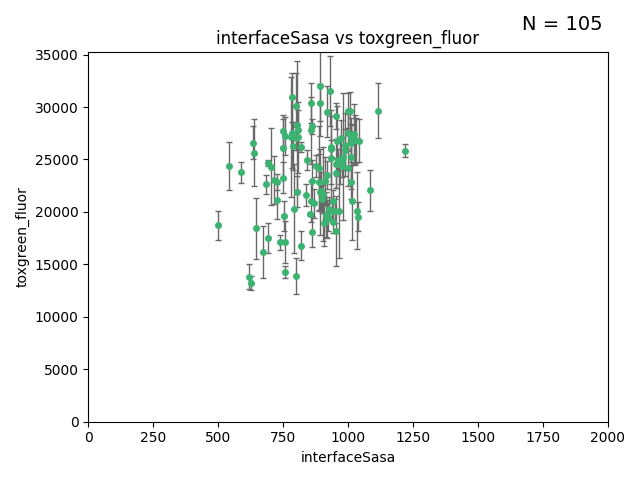 N = 105
interfaceSasa vs toxgreen_fluor
35000
30000
25000
20000
15000
10000
5000
0
toxgreen_fluor
0 250 500 750 1000 1250 1500 1750 2000
interfaceSasa